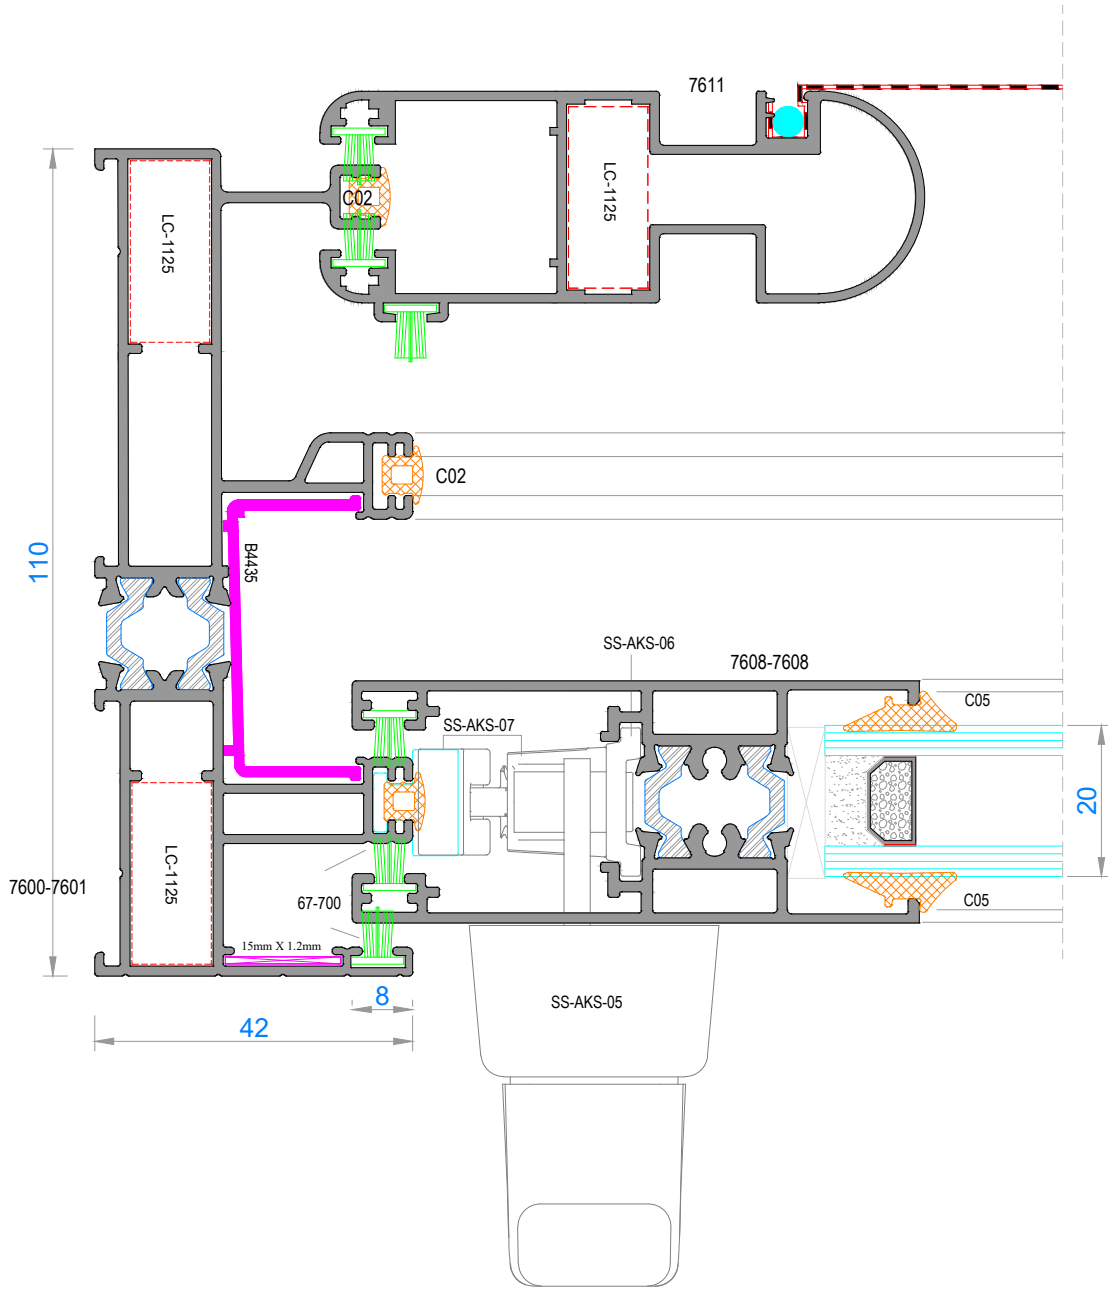 7611
LC-1125
LC-1125
C02
C02
110
B4435
SS-AKS-06
7608-7608
C05
SS-AKS-07
20
LC-1125
7600-7601
67-700
C05
15mm X 1.2mm
8
SS-AKS-05
42